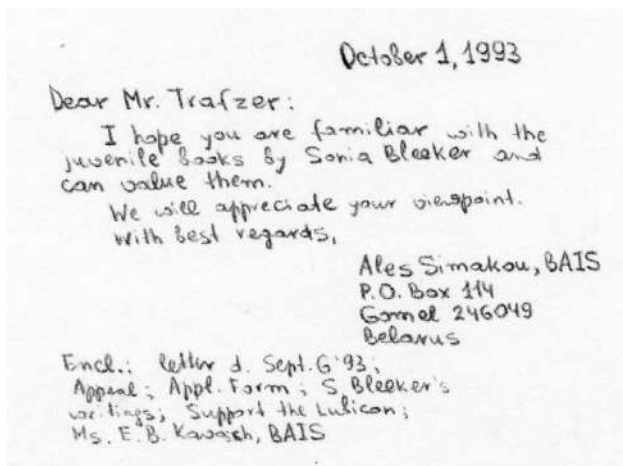 October 1, 1993
Dear Mr. Trafzer:
I hope you are familiar with the
juvenile books by Sonia Bleeker and
can value them.
We will appreciate your viewpoint.
With best regards,
Ales Simakou, BAIS
P.O. Box 114
Gomel 246049
Belarus
Encl.: letter d. Sept. 6 '93;
Appeal; Appl. Form; S. Bleeker's
writings; Support the Lubicon;
Ms. E. B. Kavasch, BAIS